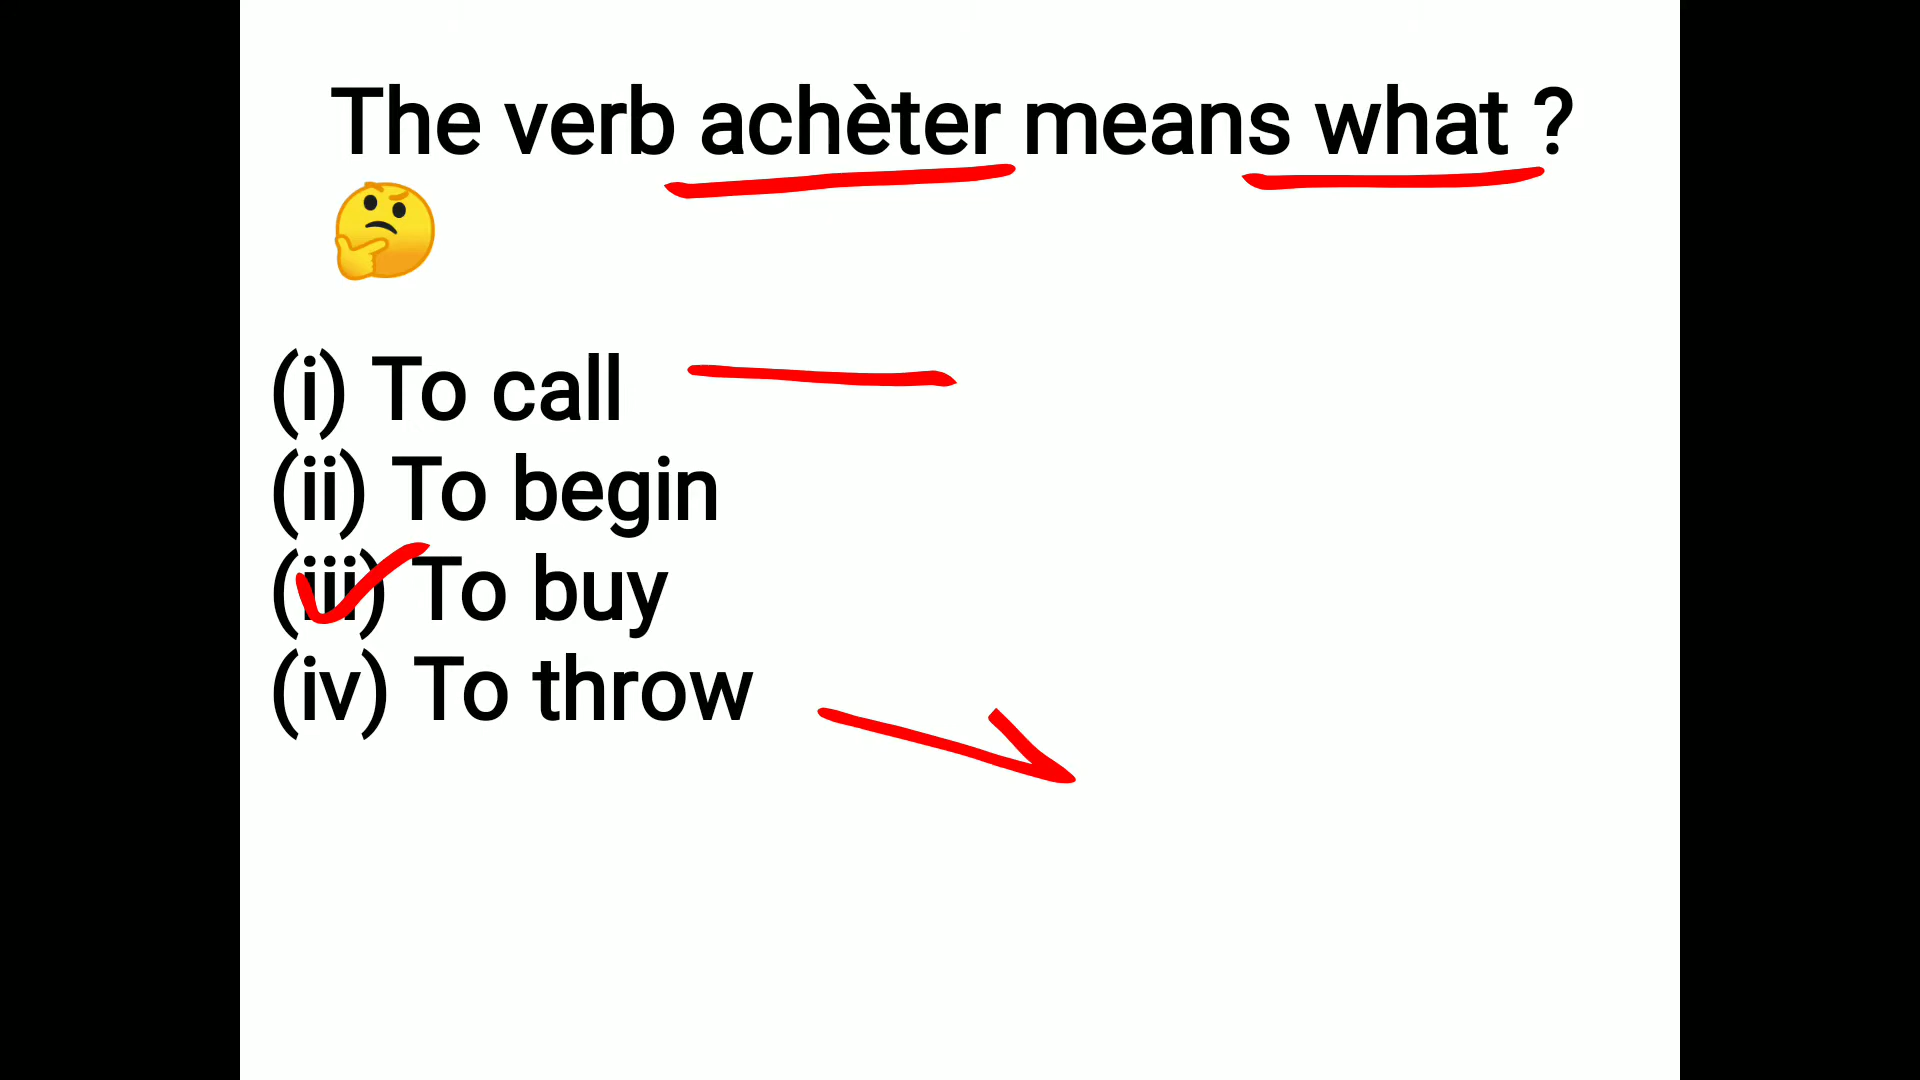 The verb achèter means what ?
🤔
(i) To call
(ii) To begin
(iii) To buy
(iv) To throw